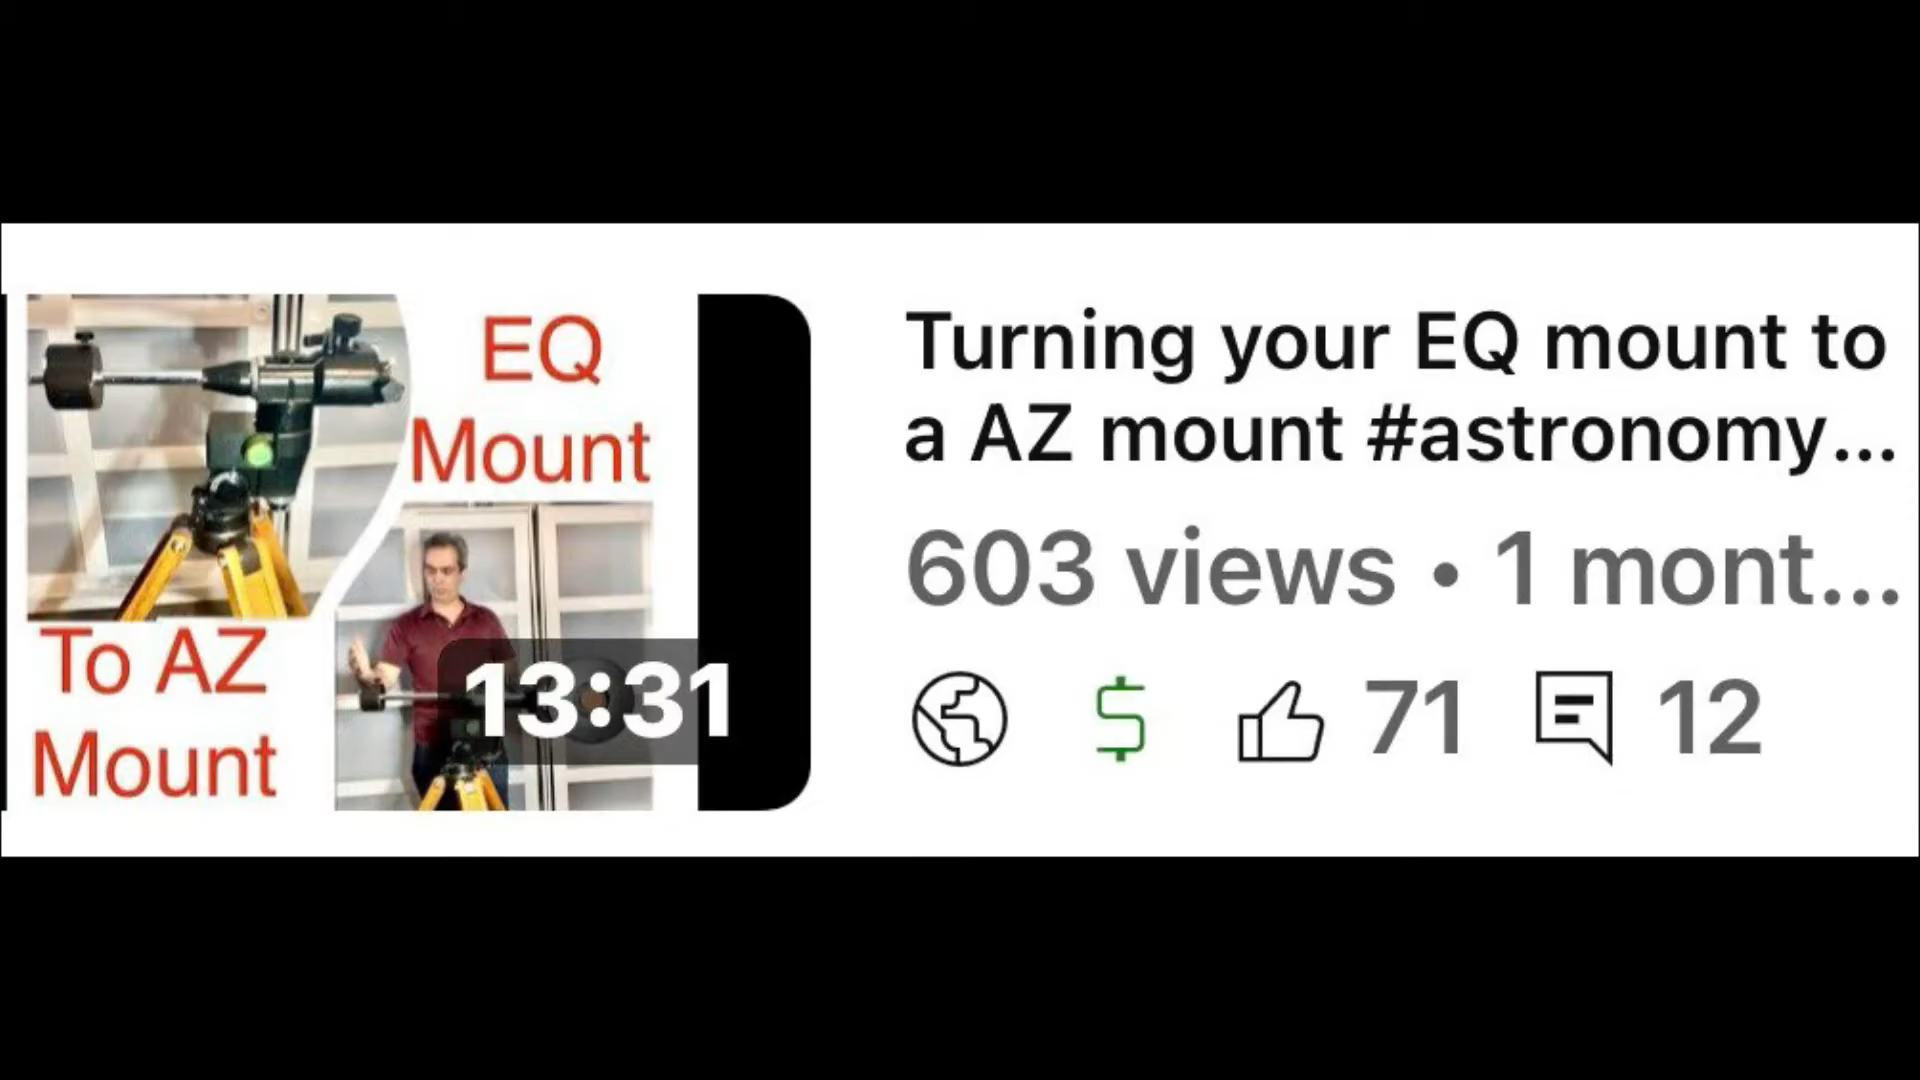 EQ
Mount
To AZ
Mount
13:31
Turning your EQ mount to
a AZ mount #astronomy...
603 views • 1 mont...
71
12